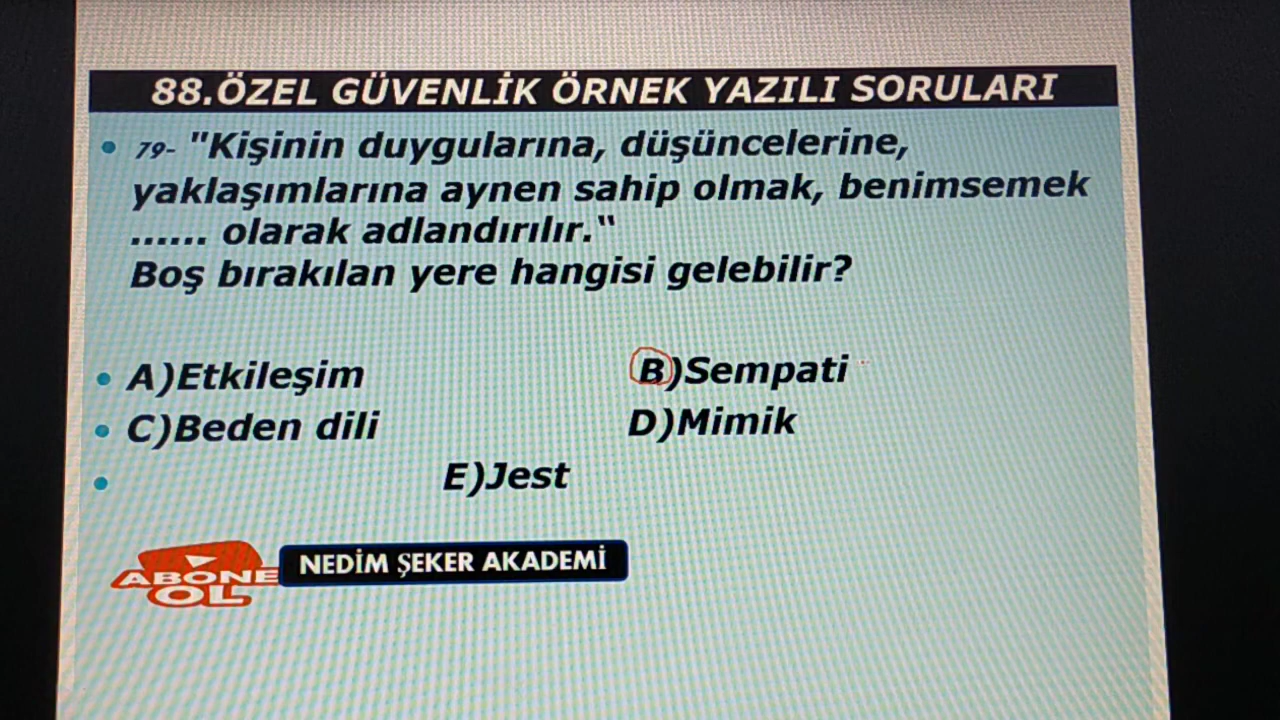 88.ÖZEL GÜVENLİK ÖRNEK YAZILI SORULARI
• 79- "Kişinin duygularına, düşüncelerine,
yaklaşımlarına aynen sahip olmak, benimsemek
...... olarak adlandırılır."
Boş bırakılan yere hangisi gelebilir?
• A)Etkileşim B)Sempati
• C)Beden dili D)Mimik
• E)Jest
ABONE
OL
NEDİM ŞEKER AKADEMİ